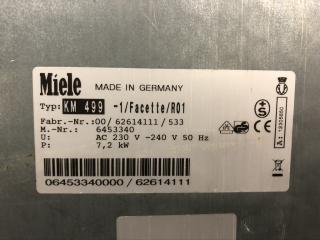 Miele MADE IN GERMANY
Typ: KM 499 -1/Facette/R01
Fabr.-Nr.:00/ 62614111 / 533
M.-Nr.: 6453340
U: AC 230 V -240 V 50 Hz
P: 7,2 kW
06453340000 / 62614111